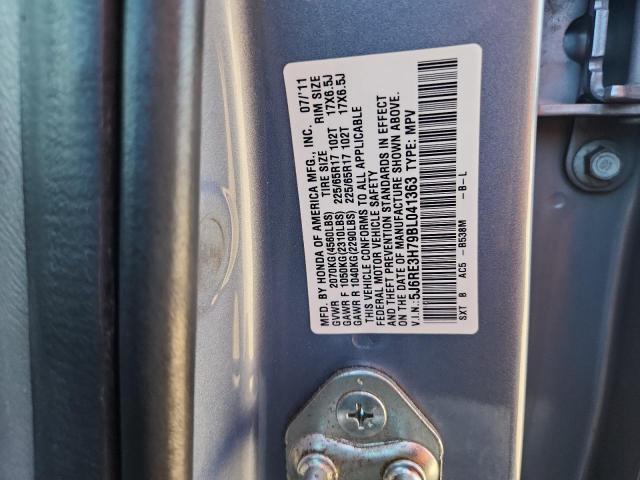 MFD. BY HONDA OF AMERICA MFG., INC. 07/'11
TIRE SIZE RIM SIZE
GVWR 2070KG(4560LBS) 225/65R17 102T 17X6.5J
GAWR F 1050KG(2310LBS) 225/65R17 102T 17X6.5J
GAWR R 1040KG(2290LBS)
THIS VEHICLE CONFORMS TO ALL APPLICABLE
FEDERAL MOTOR VEHICLE SAFETY
AND THEFT PREVENTION STANDARDS IN EFFECT
ON THE DATE OF MANUFACTURE SHOWN ABOVE.
V.I.N.:5J6RE3H79BL041363 TYPE: MPV
SXT B AC5 -B538M -B-L